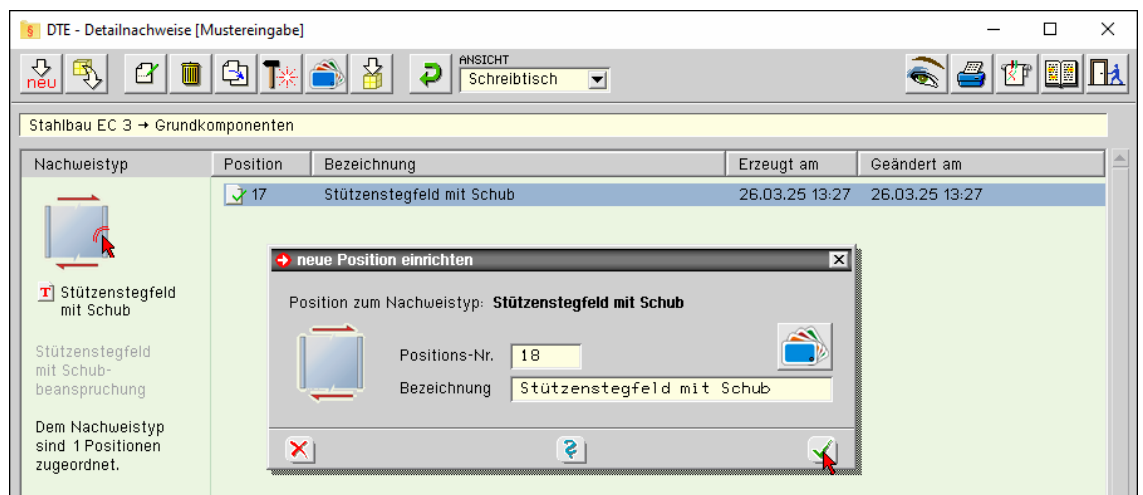 § DTE - Detailnachweise [Mustereingabe]
neu
ANSICHT
Schreibtisch
Stahlbau EC 3 → Grundkomponenten
Nachweistyp Position Bezeichnung Erzeugt am Geändert am
17 Stützenstegfeld mit Schub 26.03.25 13:27 26.03.25 13:27
T Stützenstegfeld
mit Schub
Stützenstegfeld
mit Schub-
beanspruchung
Dem Nachweistyp
sind 1 Positionen
zugeordnet.
neue Position einrichten
Position zum Nachweistyp: Stützenstegfeld mit Schub
Positions-Nr. 18
Bezeichnung Stützenstegfeld mit Schub